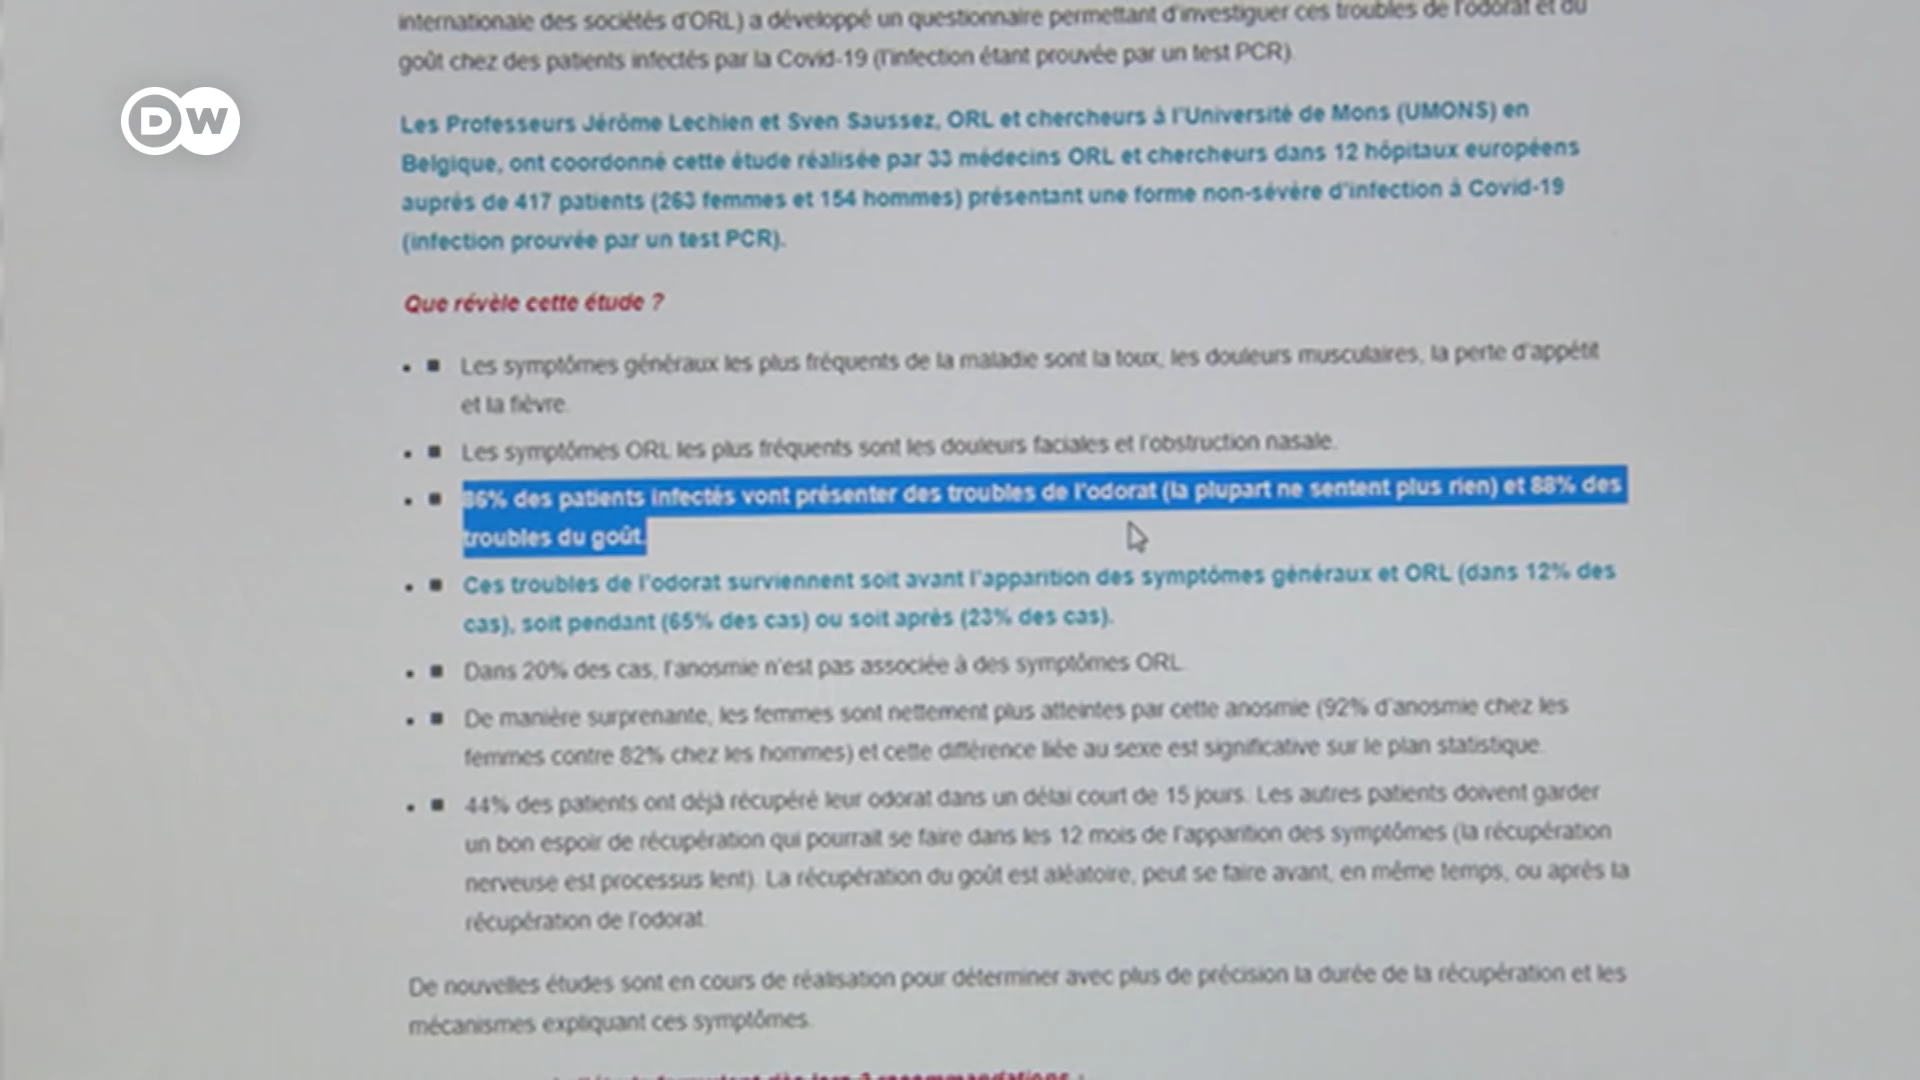 internationale des sociétés d'ORL) a développé un questionnaire permettant d'investiguer ces troubles de l'odorat et du
goût chez des patients infectés par la Covid-19 (l'infection étant prouvée par un test PCR).
DW
Les Professeurs Jérôme Lechien et Sven Saussez, ORL et chercheurs à l'Université de Mons (UMONS) en
Belgique, ont coordonné cette étude réalisée par 33 médecins ORL et chercheurs dans 12 hôpitaux européens
auprès de 417 patients (263 femmes et 154 hommes) présentant une forme non-sévère d'infection à Covid-19
(infection prouvée par un test PCR).
Que révèle cette étude ?
Les symptômes généraux les plus fréquents de la maladie sont la toux, les douleurs musculaires, la perte d'appétit
et la fièvre.
Les symptômes ORL les plus fréquents sont les douleurs faciales et l'obstruction nasale.
86% des patients infectés vont présenter des troubles de l'odorat (la plupart ne sentent plus rien) et 88% des
troubles du goût.
Ces troubles de l'odorat surviennent soit avant l'apparition des symptômes généraux et ORL (dans 12% des
cas), soit pendant (65% des cas) ou soit après (23% des cas).
Dans 20% des cas, l'anosmie n'est pas associée à des symptômes ORL.
De manière surprenante, les femmes sont nettement plus atteintes par cette anosmie (92% d'anosmie chez les
femmes contre 82% chez les hommes) et cette différence liée au sexe est significative sur le plan statistique.
44% des patients ont déjà récupéré leur odorat dans un délai court de 15 jours. Les autres patients doivent garder
un bon espoir de récupération qui pourrait se faire dans les 12 mois de l'apparition des symptômes (la récupération
nerveuse est processus lent). La récupération du goût est aléatoire, peut se faire avant, en même temps, ou après la
récupération de l'odorat.
De nouvelles études sont en cours de réalisation pour déterminer avec plus de précision la durée de la récupération et les
mécanismes expliquant ces symptômes.